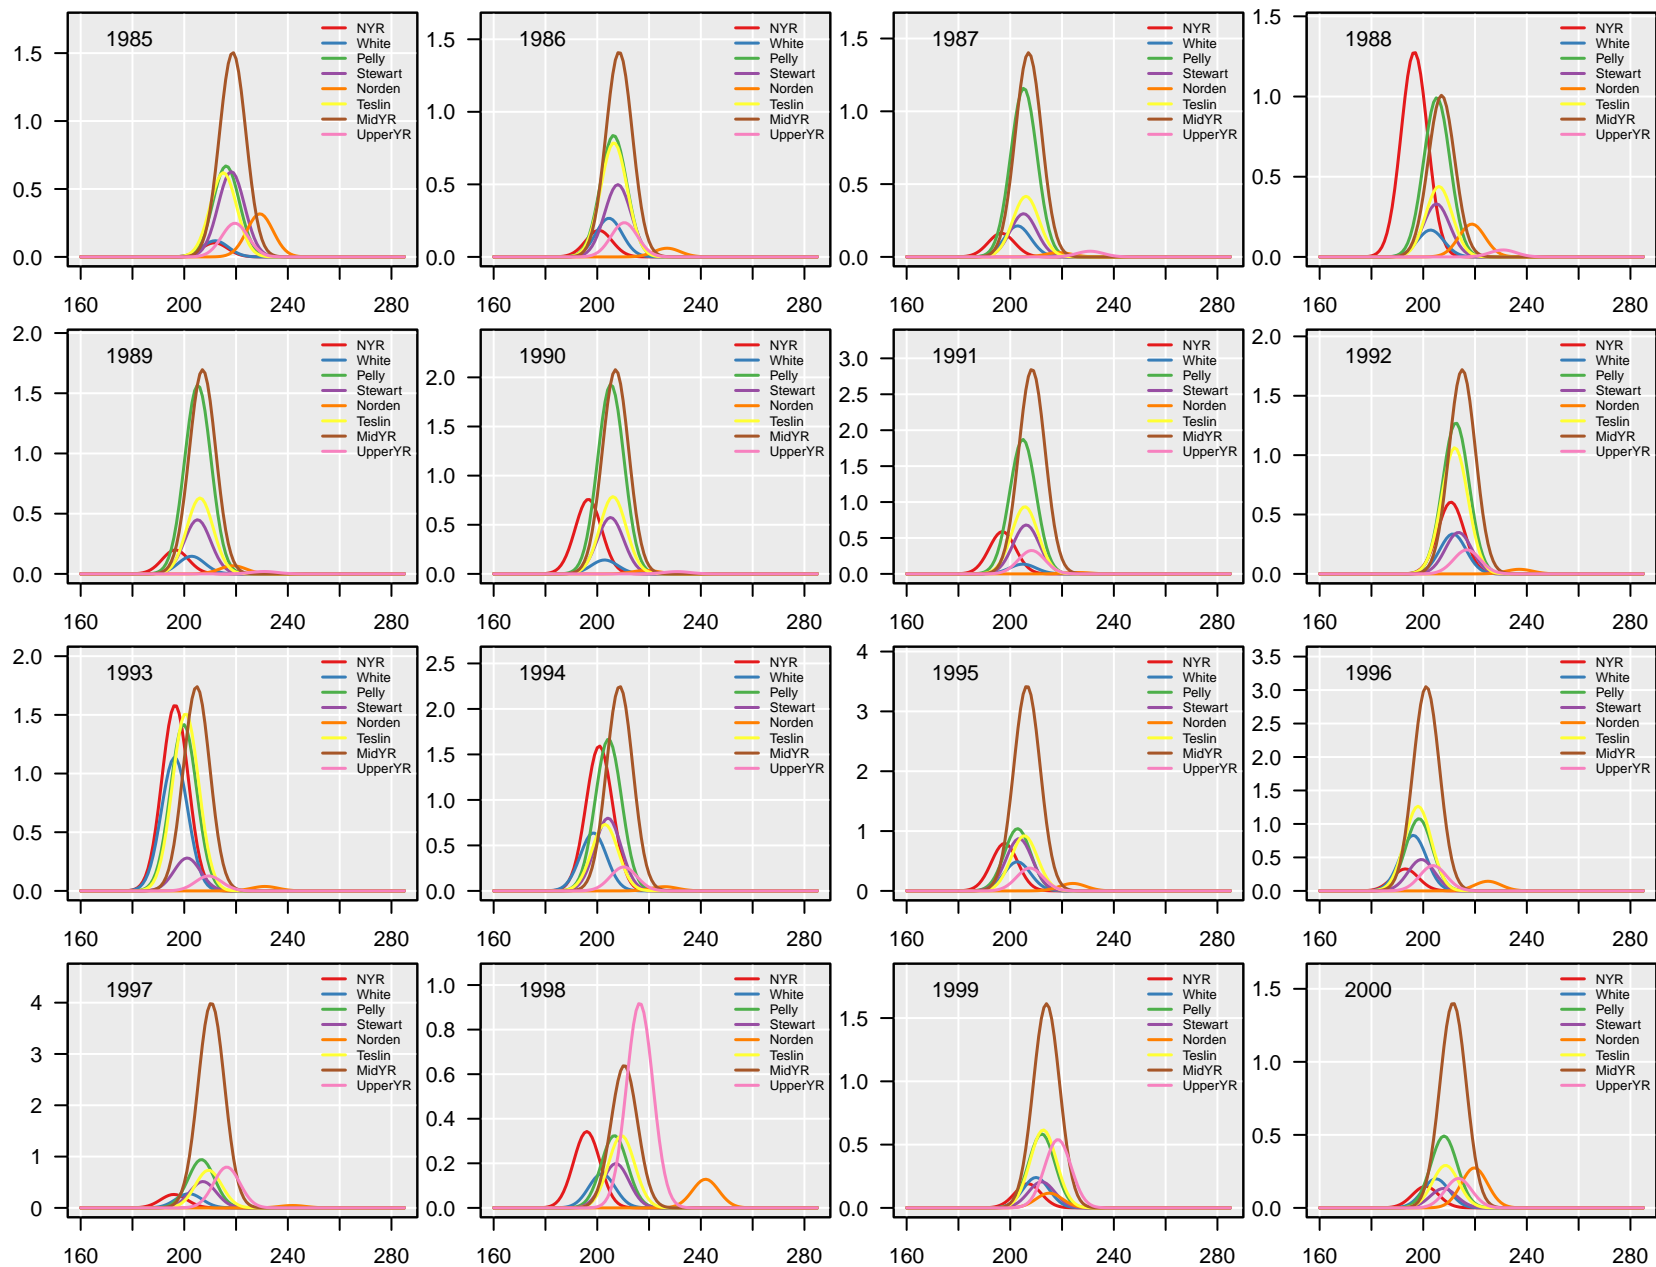 1985
NYR
White
Pelly
Stewart
Norden
Teslin
MidYR
UpperYR
1.5
1.0
0.5
0.0
160 200 240 280
1986
NYR
White
Pelly
Stewart
Norden
Teslin
MidYR
UpperYR
1.5
1.0
0.5
0.0
160 200 240 280
1987
NYR
White
Pelly
Stewart
Norden
Teslin
MidYR
UpperYR
1.5
1.0
0.5
0.0
160 200 240 280
1988
NYR
White
Pelly
Stewart
Norden
Teslin
MidYR
UpperYR
1.5
1.0
0.5
0.0
160 200 240 280
1989
NYR
White
Pelly
Stewart
Norden
Teslin
MidYR
UpperYR
2.0
1.5
1.0
0.5
0.0
160 200 240 280
1990
NYR
White
Pelly
Stewart
Norden
Teslin
MidYR
UpperYR
2.0
1.5
1.0
0.5
0.0
160 200 240 280
1991
NYR
White
Pelly
Stewart
Norden
Teslin
MidYR
UpperYR
3.0
2.5
2.0
1.5
1.0
0.5
0.0
160 200 240 280
1992
NYR
White
Pelly
Stewart
Norden
Teslin
MidYR
UpperYR
2.0
1.5
1.0
0.5
0.0
160 200 240 280
1993
NYR
White
Pelly
Stewart
Norden
Teslin
MidYR
UpperYR
2.0
1.5
1.0
0.5
0.0
160 200 240 280
1994
NYR
White
Pelly
Stewart
Norden
Teslin
MidYR
UpperYR
2.5
2.0
1.5
1.0
0.5
0.0
160 200 240 280
1995
NYR
White
Pelly
Stewart
Norden
Teslin
MidYR
UpperYR
4
3
2
1
0
160 200 240 280
1996
NYR
White
Pelly
Stewart
Norden
Teslin
MidYR
UpperYR
3.5
3.0
2.5
2.0
1.5
1.0
0.5
0.0
160 200 240 280
1997
NYR
White
Pelly
Stewart
Norden
Teslin
MidYR
UpperYR
4
3
2
1
0
160 200 240 280
1998
NYR
White
Pelly
Stewart
Norden
Teslin
MidYR
UpperYR
1.0
0.8
0.6
0.4
0.2
0.0
160 200 240 280
1999
NYR
White
Pelly
Stewart
Norden
Teslin
MidYR
UpperYR
1.5
1.0
0.5
0.0
160 200 240 280
2000
NYR
White
Pelly
Stewart
Norden
Teslin
MidYR
UpperYR
1.5
1.0
0.5
0.0
160 200 240 280